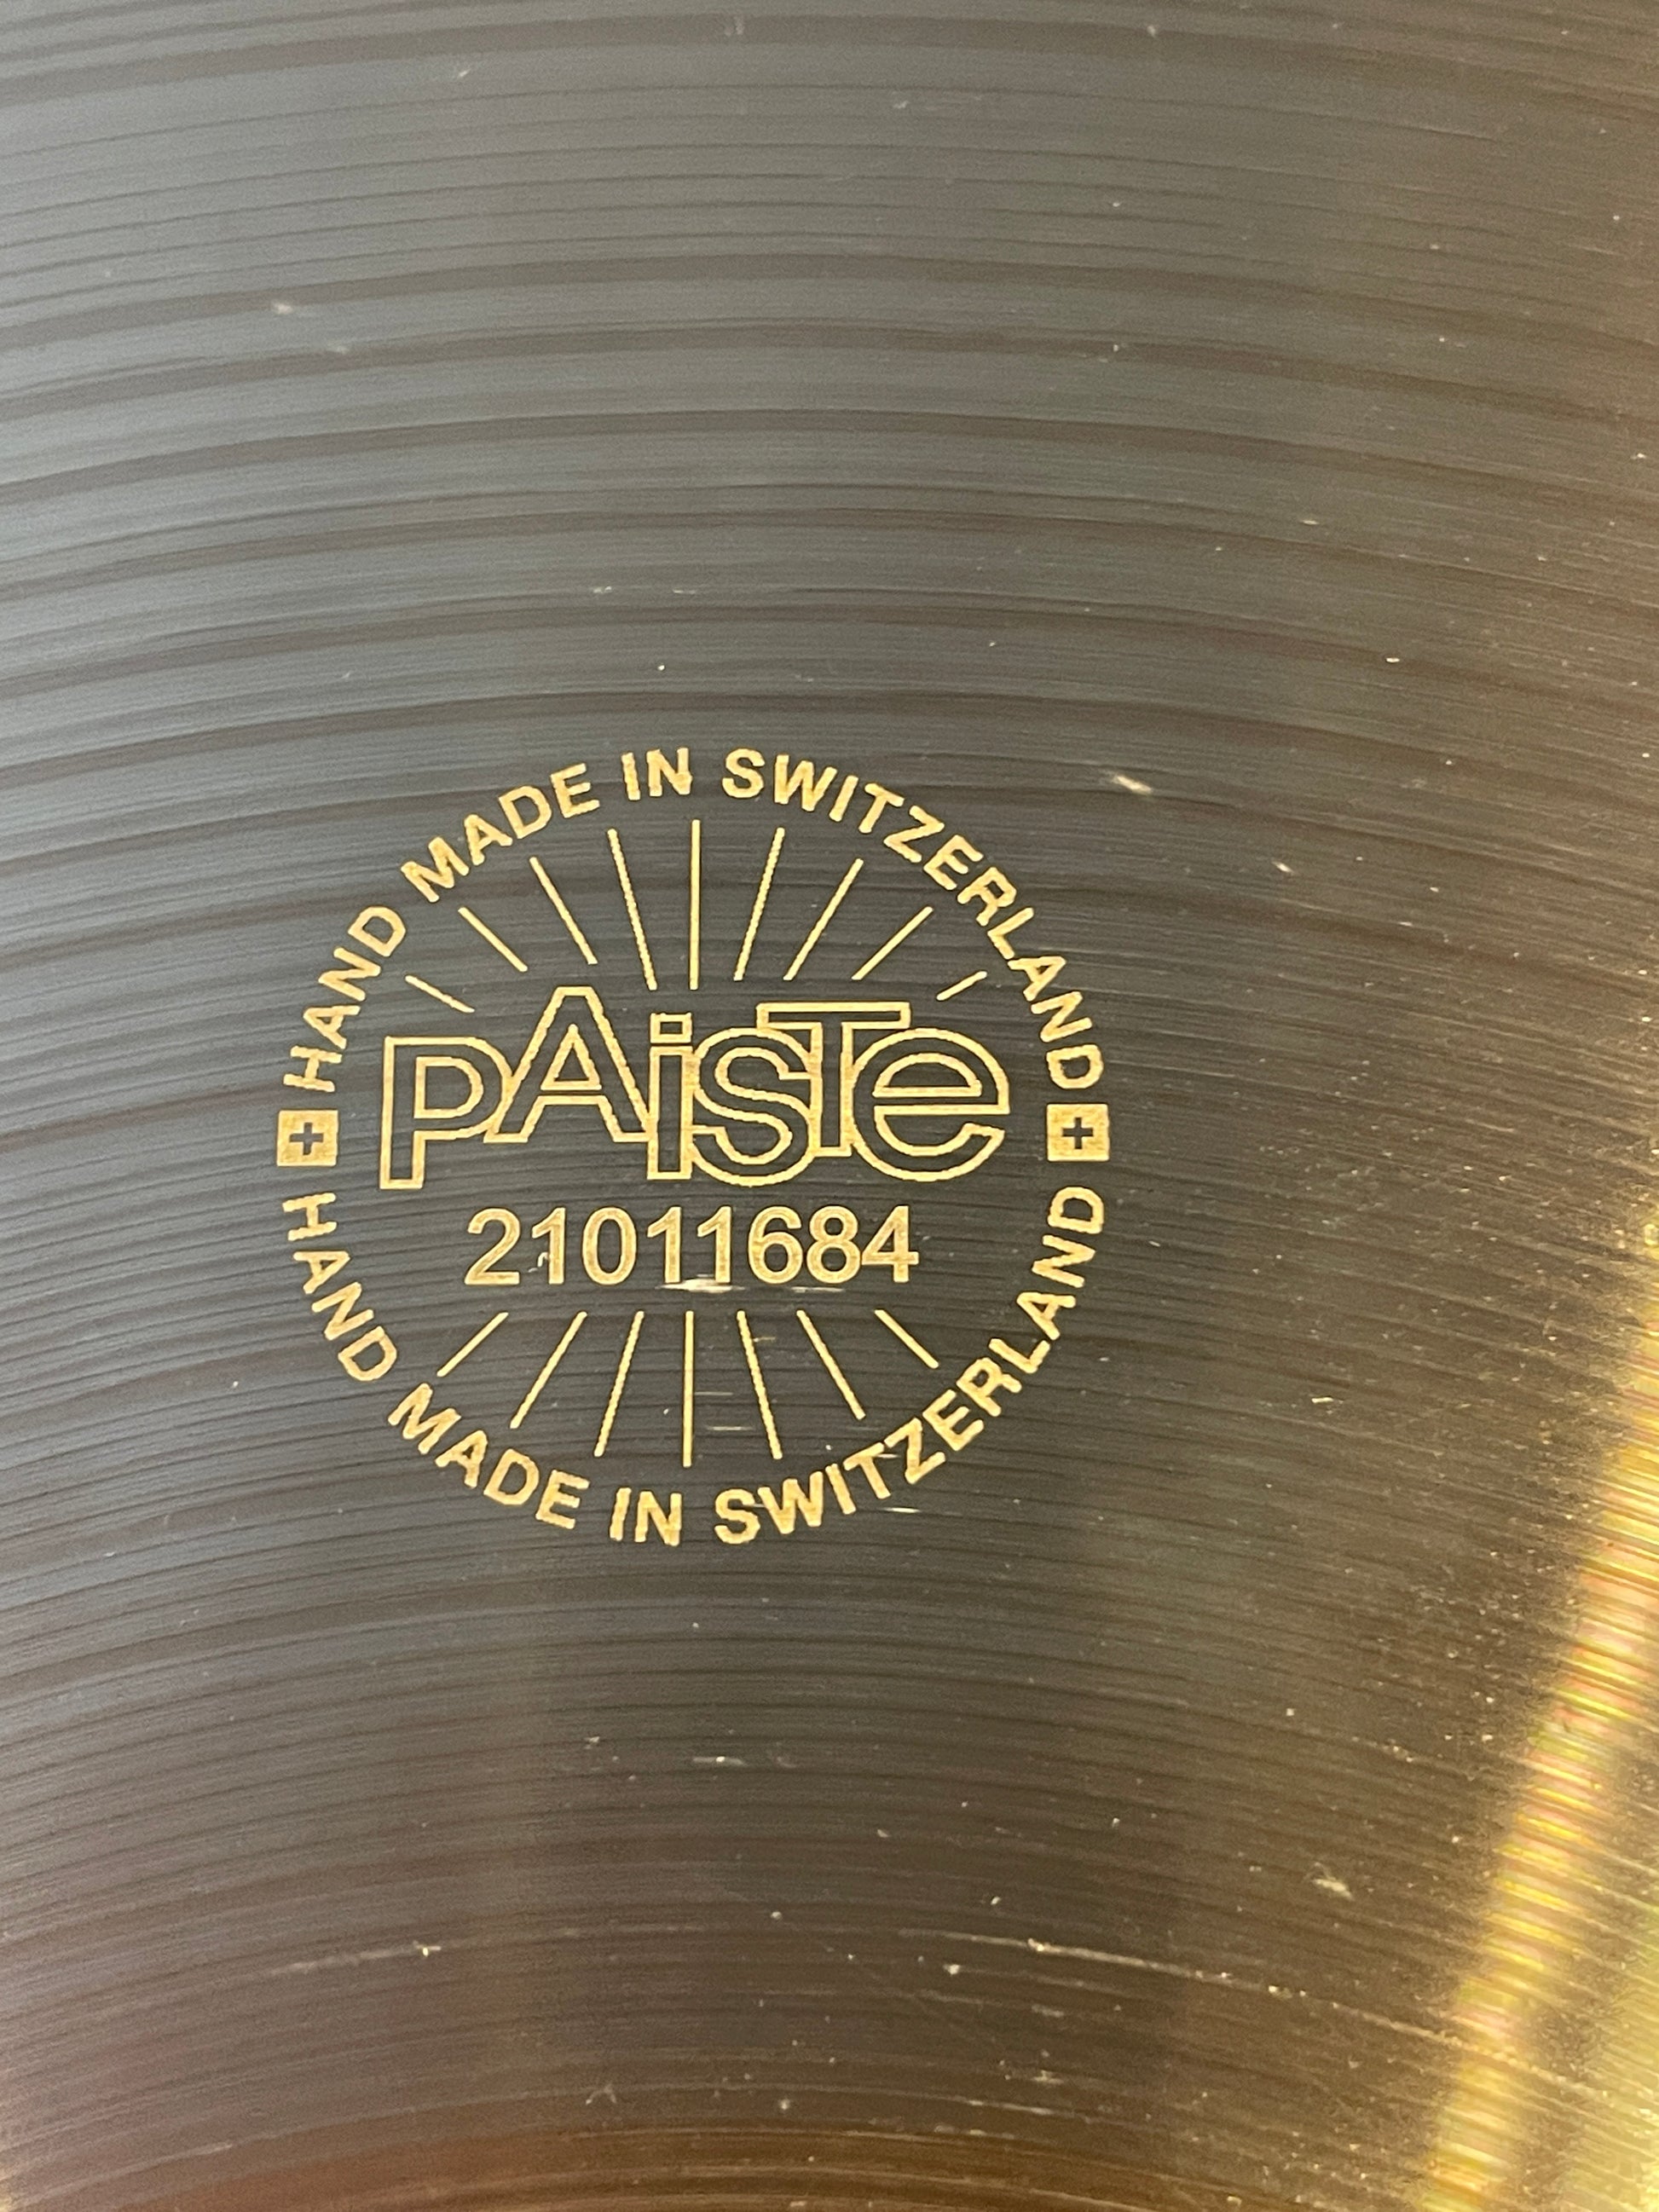 HAND MADE IN SWITZERLAND
PAiSTe
21011684
HAND MADE IN SWITZERLAND